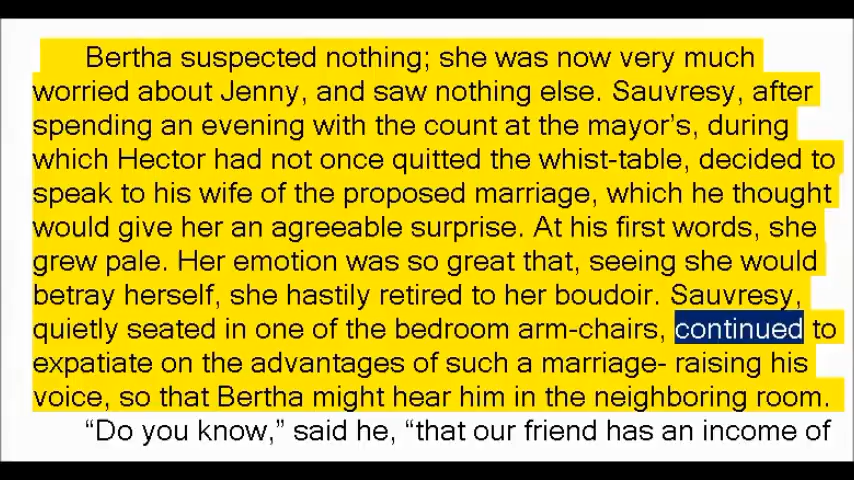 Bertha suspected nothing; she was now very much
worried about Jenny, and saw nothing else. Sauvresy, after
spending an evening with the count at the mayor’s, during
which Hector had not once quitted the whist-table, decided to
speak to his wife of the proposed marriage, which he thought
would give her an agreeable surprise. At his first words, she
grew pale. Her emotion was so great that, seeing she would
betray herself, she hastily retired to her boudoir. Sauvresy,
quietly seated in one of the bedroom arm-chairs, continued to
expatiate on the advantages of such a marriage- raising his
voice, so that Bertha might hear him in the neighboring room.
“Do you know,” said he, “that our friend has an income of